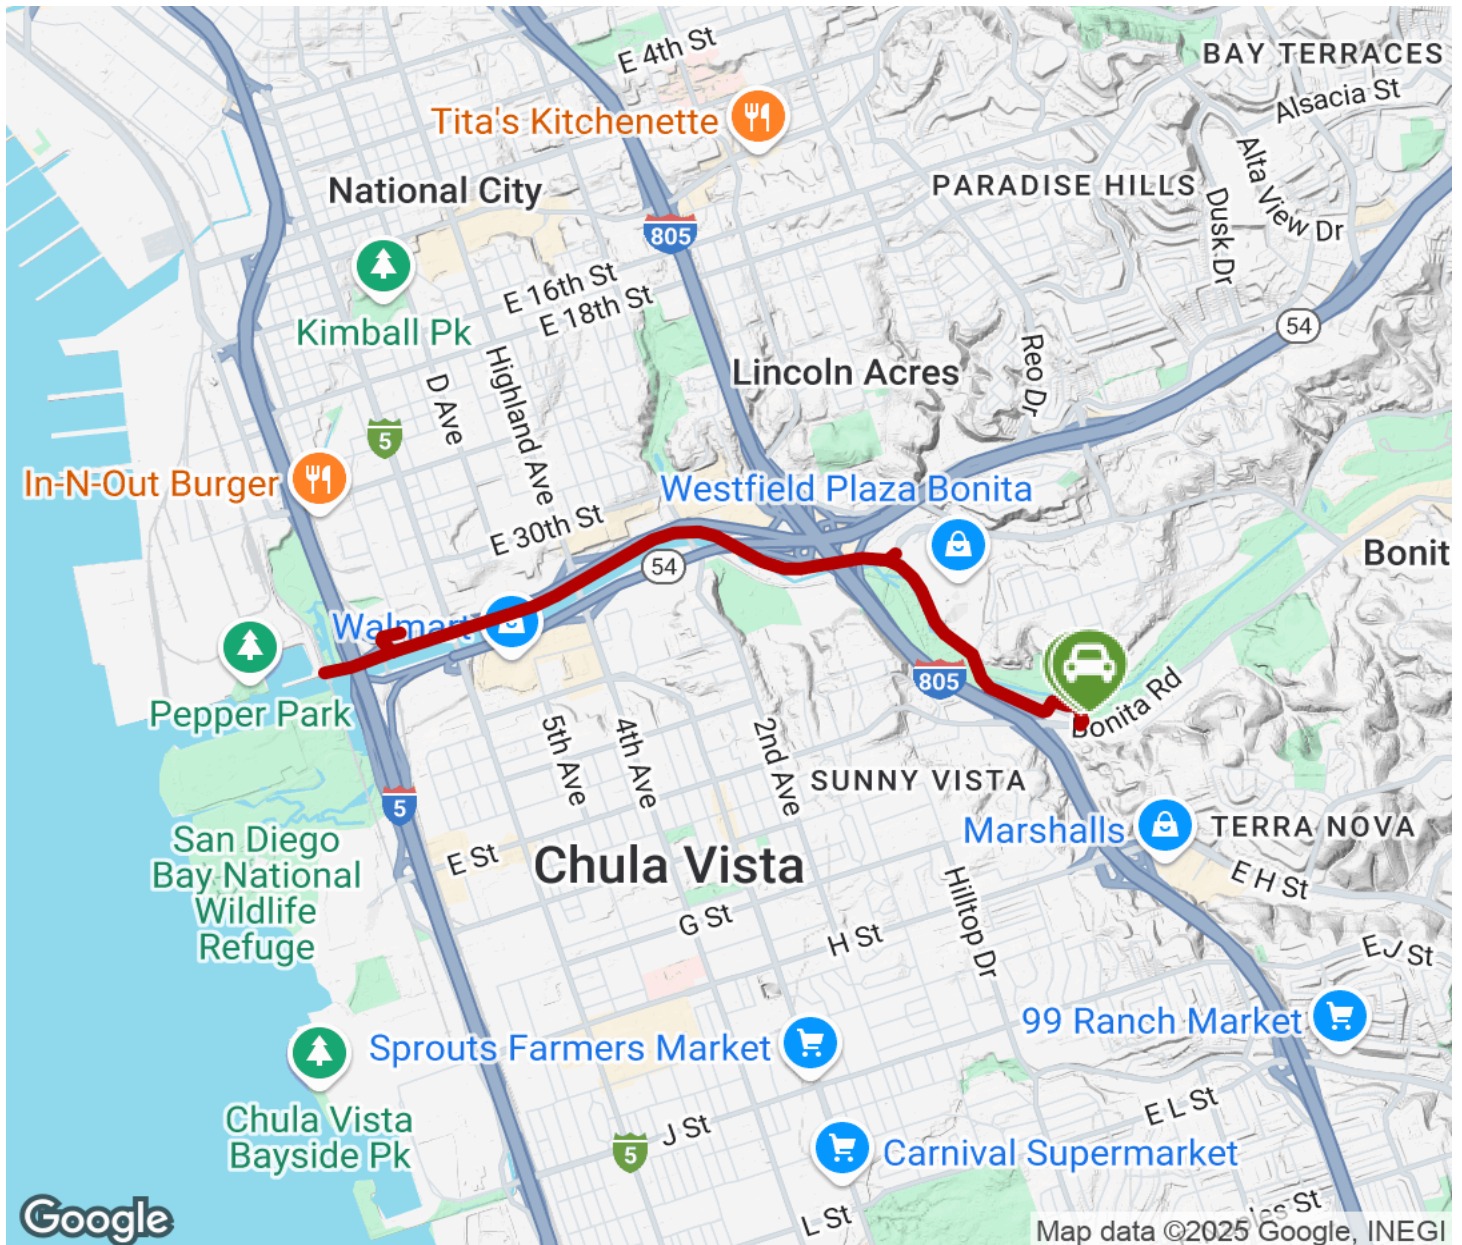 E 4th St
BAY TERRACES
Alsacia St
Tita's Kitchenette
Alta View Dr
National City
PARADISE HILLS
Dusk Dr
805
E 16th St
E 18th St
Kimball Pk
54
Highland Ave
D Ave
Lincoln Acres
Reo Dr
5
In-N-Out Burger
Westfield Plaza Bonita
E 30th St
54
Bonit
Walmart
805
Pepper Park
Bonita Rd
5th Ave
4th Ave
2nd Ave
SUNNY VISTA
5
Marshalls
TERRA NOVA
San Diego
Bay National
Wildlife
Refuge
E St
Chula Vista
E H St
Hilltop Dr
G St
H St
E J St
99 Ranch Market
Sprouts Farmers Market
Chula Vista
Bayside Pk
J St
5
E L St
Carnival Supermarket
L St
Google
Map data ©2025 Google, INEGI